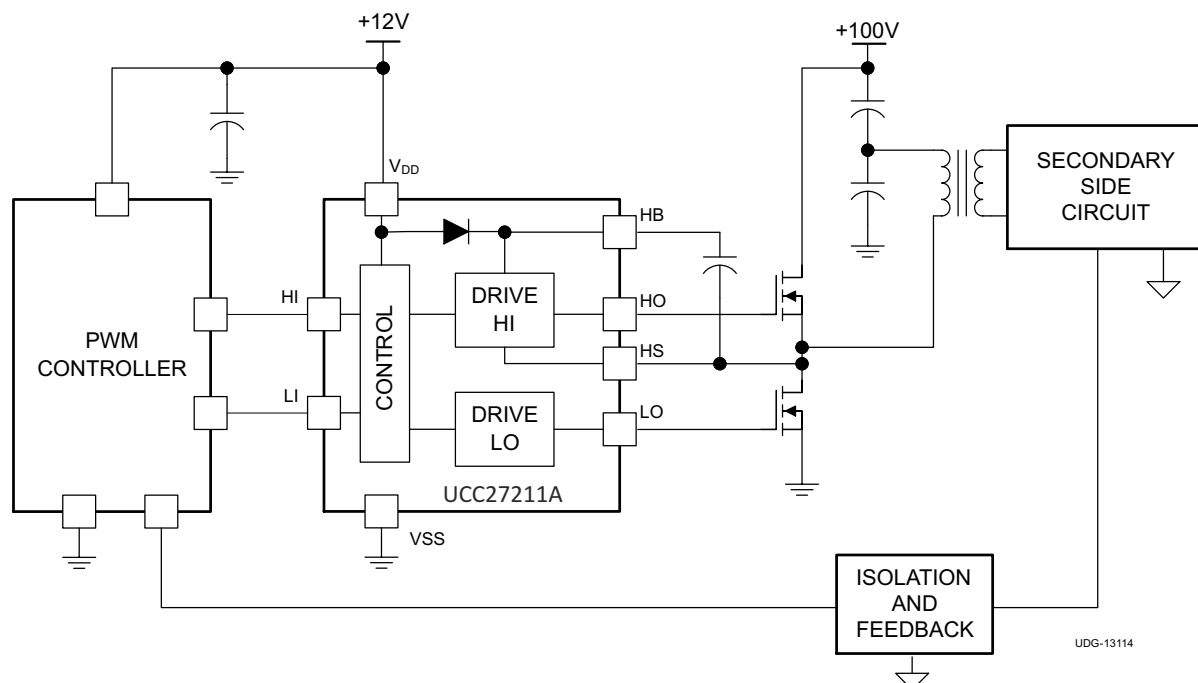 +12V
+100V
SECONDARY
SIDE
CIRCUIT
VDD
HB
HI
DRIVE
HI
HO
PWM
CONTROLLER
CONTROL
HS
LI
DRIVE
LO
LO
UCC27211A
VSS
ISOLATION
AND
FEEDBACK
UDG-13114